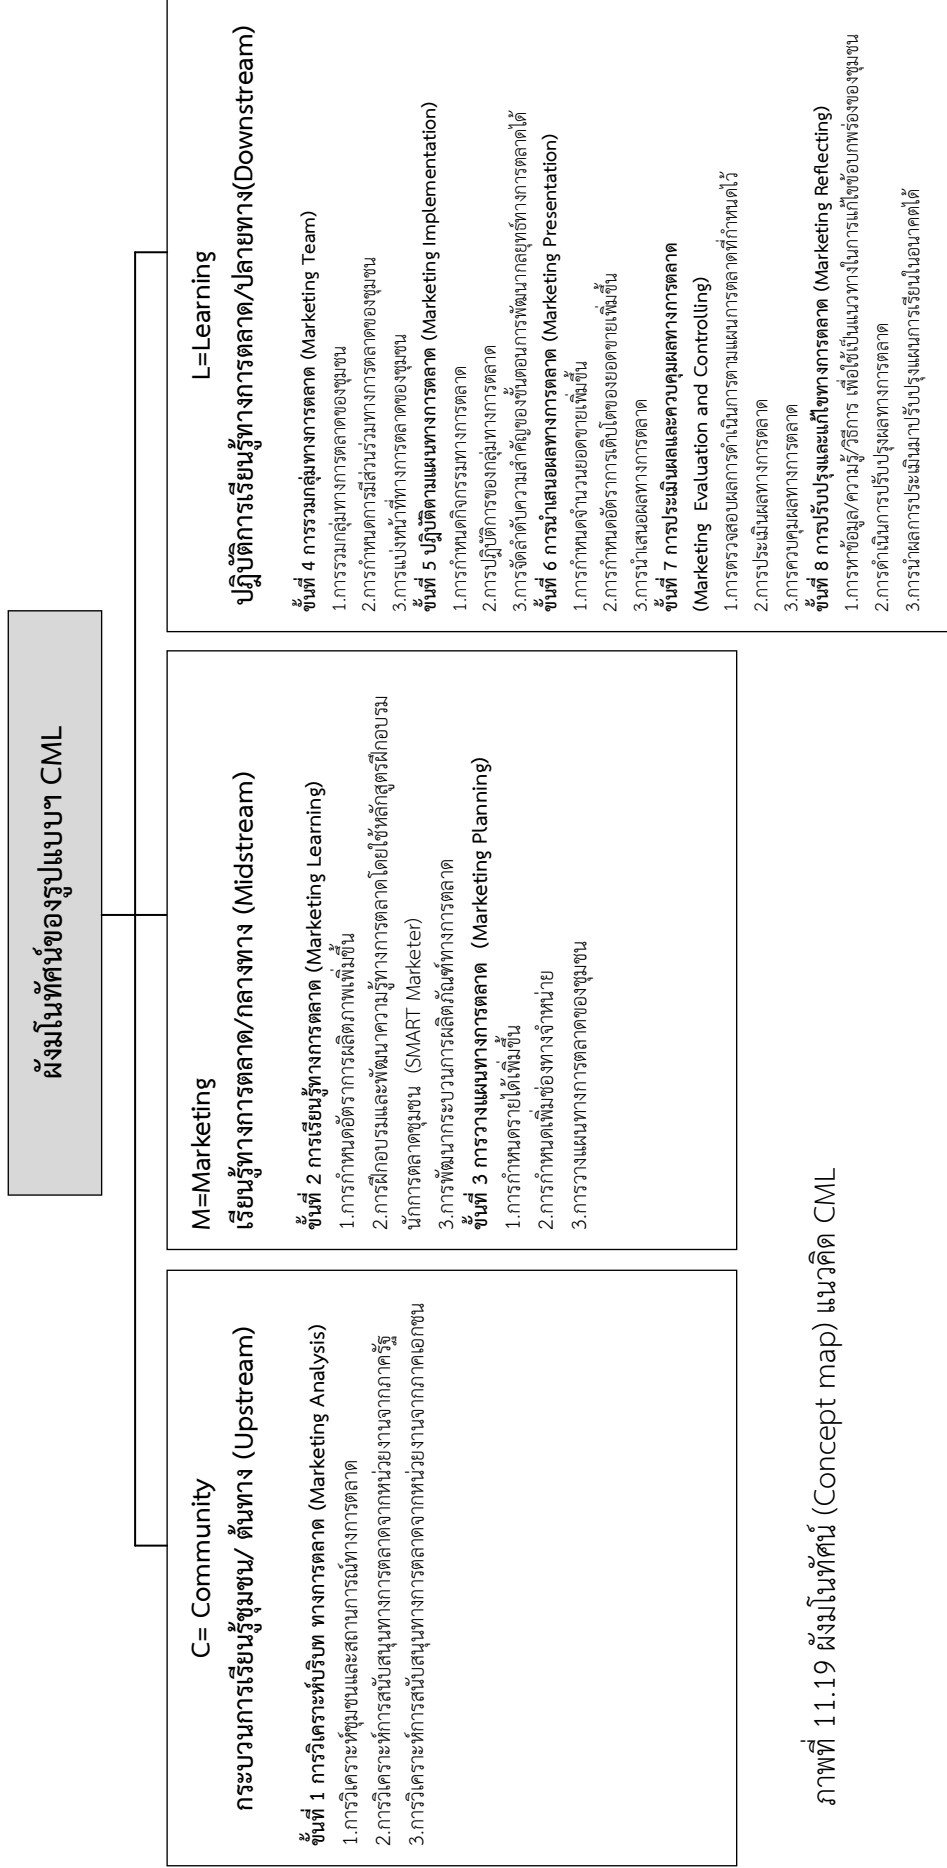 ผังมโนทัศน์ของรูปแบบฯ CML
C= Community
กระบวนการเรียนรู้ชุมชน/ ต้นทาง (Upstream)
ขั้นที่ 1 การวิเคราะห์บริบท ทางการตลาด (Marketing Analysis)
1.การวิเคราะห์ชุมชนและสถานการณ์ทางการตลาด
2.การวิเคราะห์การสนับสนุนทางการตลาดจากหน่วยงานจากภาครัฐ
3.การวิเคราะห์การสนับสนุนทางการตลาดจากหน่วยงานจากภาคเอกชน
M=Marketing
เรียนรู้ทางการตลาด/กลางทาง (Midstream)
ขั้นที่ 2 การเรียนรู้ทางการตลาด (Marketing Learning)
1.การกำหนดอัตราการผลิตภาพเพิ่มขึ้น
2.การฝึกอบรมและพัฒนาความรู้ทางการตลาดโดยใช้หลักสูตรฝึกอบรม
นักการตลาดชุมชน (SMART Marketer)
3.การพัฒนากระบวนการผลิตภัณฑ์ทางการตลาด
ขั้นที่ 3 การวางแผนทางการตลาด (Marketing Planning)
1.การกำหนดรายได้เพิ่มขึ้น
2.การกำหนดเพิ่มช่องทางจำหน่าย
3.การวางแผนทางการตลาดของชุมชน
L=Learning
ปฏิบัติการเรียนรู้ทางการตลาด/ปลายทาง(Downstream)
ขั้นที่ 4 การรวมกลุ่มทางการตลาด (Marketing Team)
1.การรวมกลุ่มทางการตลาดของชุมชน
2.การกำหนดการมีส่วนร่วมทางการตลาดของชุมชน
3.การแบ่งหน้าที่ทางการตลาดของชุมชน
ขั้นที่ 5 ปฏิบัติตามแผนทางการตลาด (Marketing Implementation)
1.การกำหนดกิจกรรมทางการตลาด
2.การปฏิบัติการของกลุ่มทางการตลาด
3.การจัดลำดับความสำคัญของขั้นตอนการพัฒนากลยุทธ์ทางการตลาดได้
ขั้นที่ 6 การนำเสนอผลทางการตลาด (Marketing Presentation)
1.การกำหนดจำนวนยอดขายเพิ่มขึ้น
2.การกำหนดอัตราการเติบโตของยอดขายเพิ่มขึ้น
3.การนำเสนอผลทางการตลาด
ขั้นที่ 7 การประเมินผลและควบคุมผลทางการตลาด
(Marketing Evaluation and Controlling)
1.การตรวจสอบผลการดำเนินการตามแผนการตลาดที่กำหนดไว้
2.การประเมินผลทางการตลาด
3.การควบคุมผลทางการตลาด
ขั้นที่ 8 การปรับปรุงและแก้ไขทางการตลาด (Marketing Reflecting)
1.การหาข้อมูล/ความรู้/วิธีการ เพื่อใช้เป็นแนวทางในการแก้ไขข้อบกพร่องของชุมชน
2.การดำเนินการปรับปรุงผลทางการตลาด
3.การนำผลการประเมินมาปรับปรุงแผนการเรียนในอนาคตได้
ภาพที่ 11.19 ผังมโนทัศน์ (Concept map) แนวคิด CML